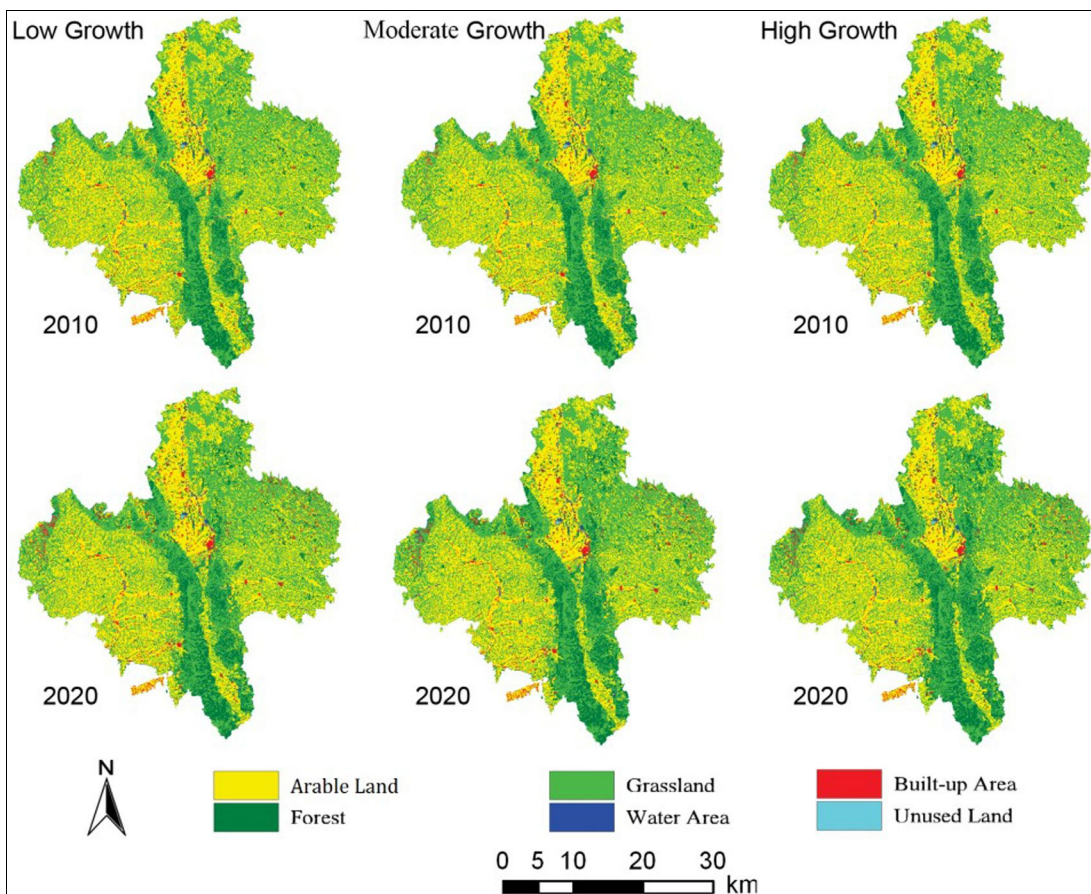 Low Growth
Moderate Growth
High Growth
2010
2010
2010
2020
2020
2020
N
Arable Land
Grassland
Built-up Area
Forest
Water Area
Unused Land
0 5 10 20 30
km